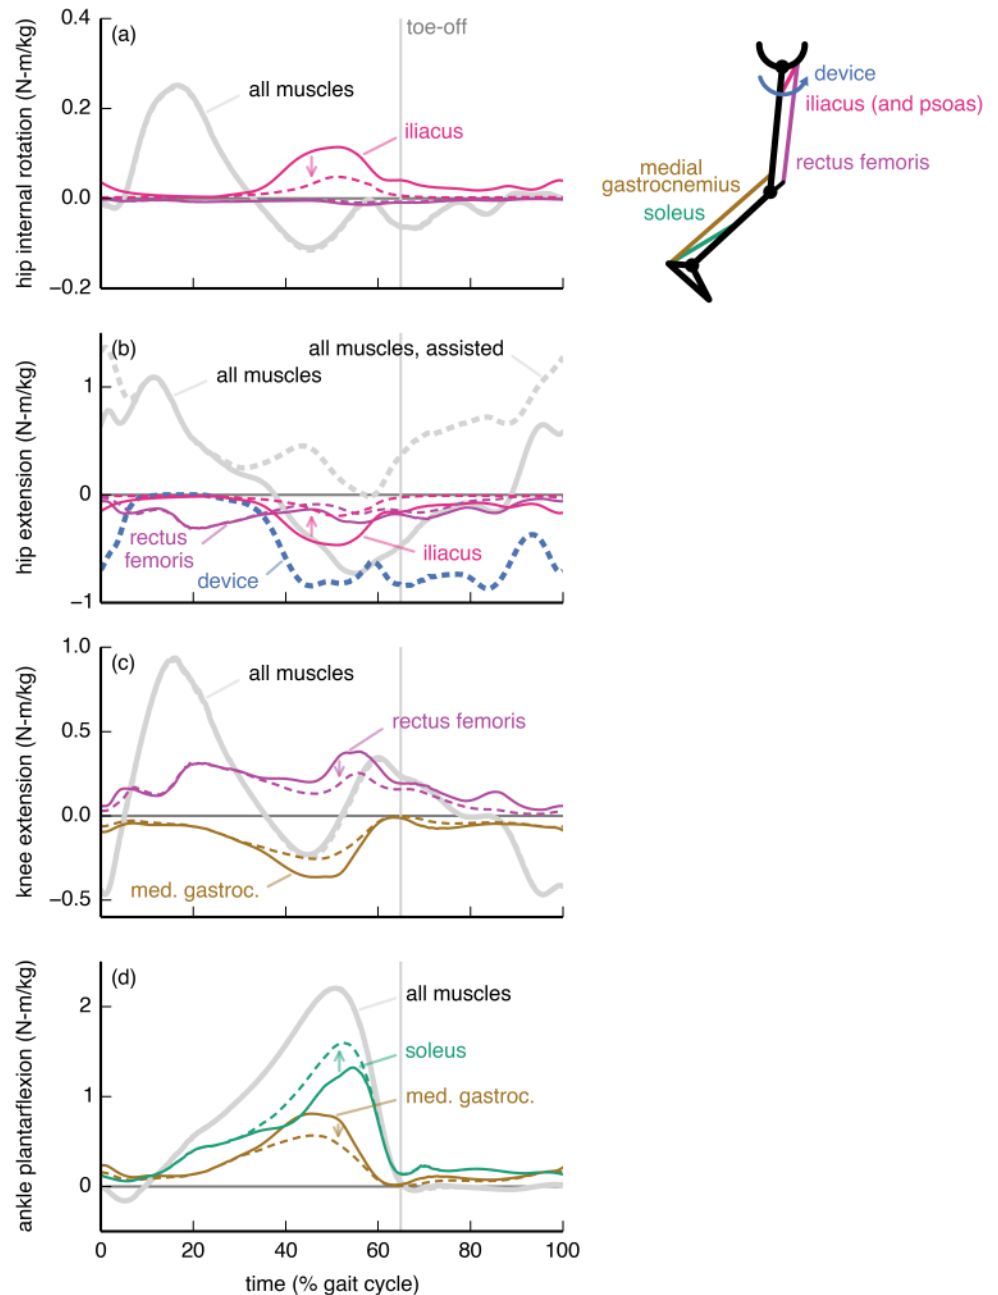 (a)
toe-off
all muscles
iliacus
hip internal rotation (N-m/kg)
0.4
0.2
0.0
−0.2
device
iliacus (and psoas)
rectus femoris
medial
gastrocnemius
soleus
(b)
all muscles, assisted
all muscles
hip extension (N-m/kg)
1
0
−1
rectus
femoris
device
iliacus
(c)
all muscles
rectus femoris
med. gastroc.
knee extension (N-m/kg)
1.0
0.5
0.0
−0.5
(d)
all muscles
soleus
med. gastroc.
ankle plantarflexion (N-m/kg)
2
1
0
0 20 40 60 80 100
time (% gait cycle)